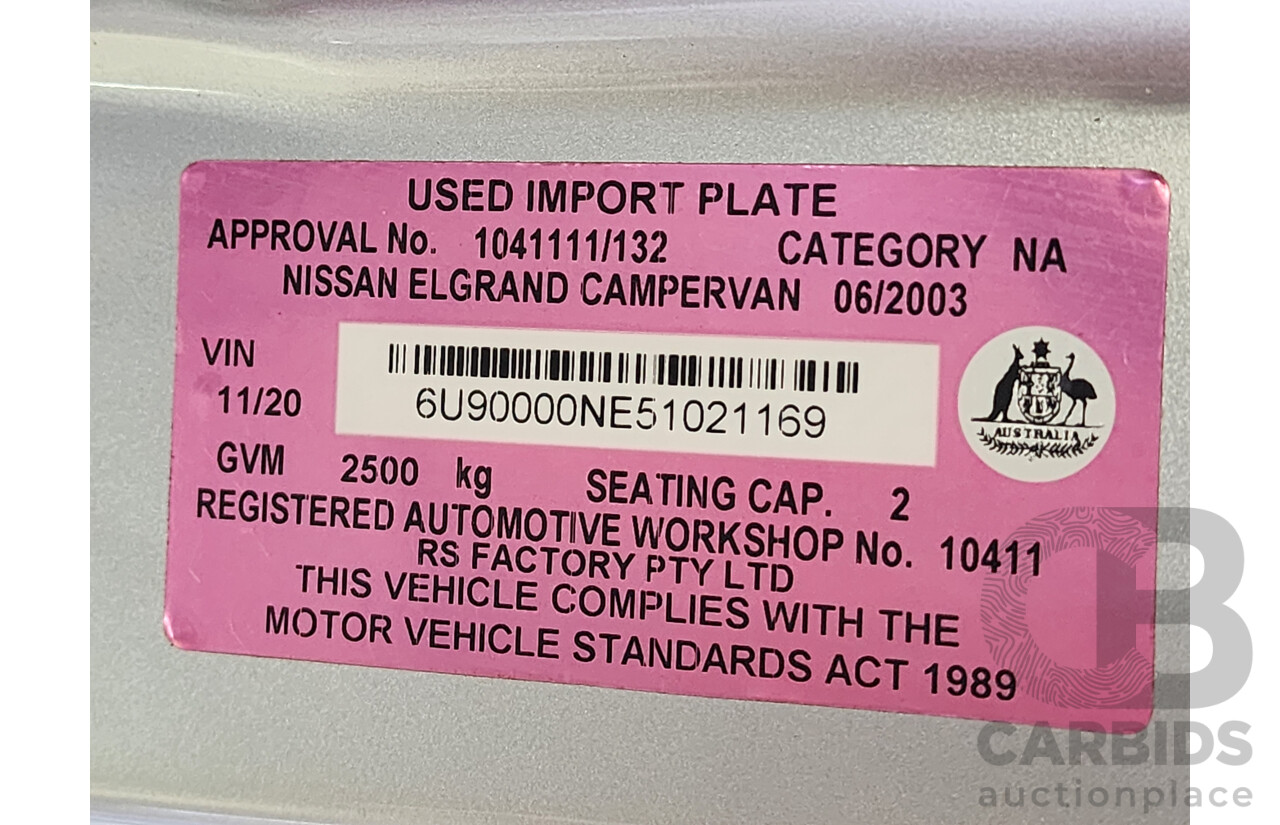 USED IMPORT PLATE
APPROVAL No. 1041111/132 CATEGORY NA
NISSAN ELGRAND CAMPERVAN 06/2003
VIN
11/20
6U90000NE51021169
AUSTRALIA
GVM 2500 kg SEATING CAP. 2
REGISTERED AUTOMOTIVE WORKSHOP No. 10411
RS FACTORY PTY LTD
THIS VEHICLE COMPLIES WITH THE
MOTOR VEHICLE STANDARDS ACT 1989
CB
CARBIDS
auctionplace